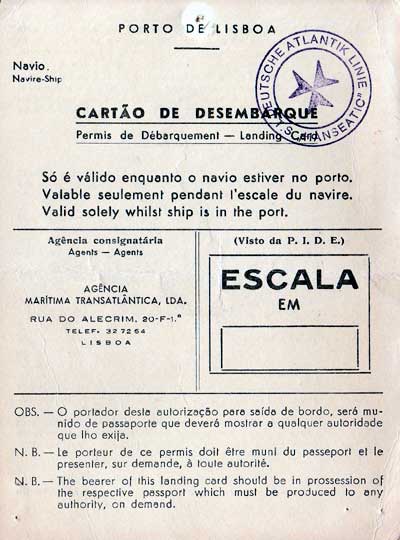 PORTO DE LISBOA
Navio.
Navire-Ship
DEUTSCHE ATLANTIK LINIE
T.S. "HANSEATIC"
CARTÃO DE DESEMBARQUE
Permis de Débarquement — Landing Card
Só é válido enquanto o navio estiver no porto.
Valable seulement pendant l'escale du navire.
Valid solely whilst ship is in the port.
Agência consignatária
Agents — Agents
AGÊNCIA
MARÍTIMA TRANSATLÂNTICA, LDA.
RUA DO ALECRIM, 20-F-1.º
TELEF. 327264
LISBOA
(Visto da P. I. D. E.)
ESCALA
EM
OBS. — O portador desta autorização para saída de bordo, será mu-
nido de passaporte que deverá mostrar a qualquer autoridade
que lho exija.
N. B. — Le porteur de ce permis doit être muni du passeport et le
presenter, sur demande, à toute autorité.
N. B. — The bearer of this landing card should be in prossession of
the respective passport which must be produced to any
authority, on demand.